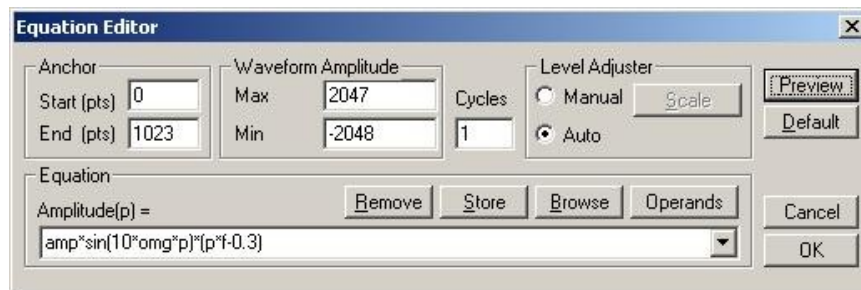 Equation Editor
Anchor
Start (pts) 0
End (pts) 1023
Waveform Amplitude
Max 2047
Min -2048
Cycles
1
Level Adjuster
Manual
Scale
Auto
Preview
Default
Equation
Amplitude(p) =
Remove Store Browse Operands
amp*sin(10*omg*p)*(p*f-0.3)
Cancel
OK